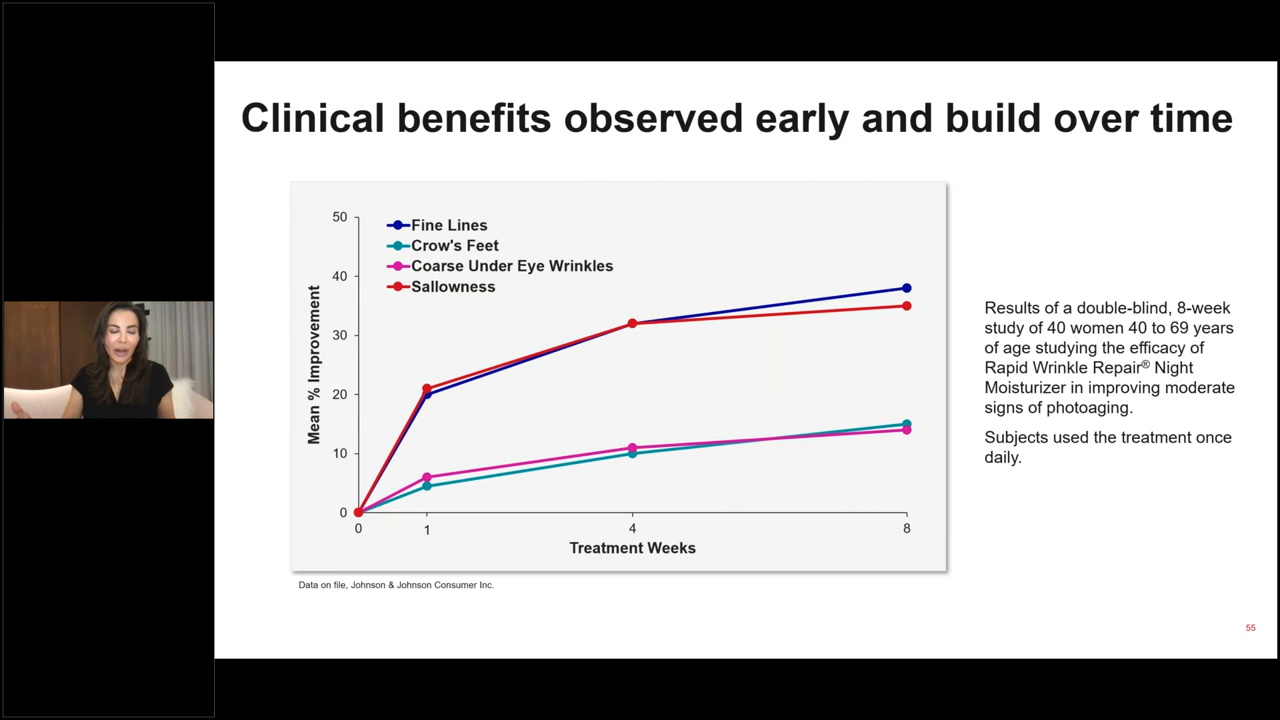 Clinical benefits observed early and build over time
50
40
30
20
10
0
Mean % Improvement
Fine Lines
Crow's Feet
Coarse Under Eye Wrinkles
Sallowness
0
1
4
8
Treatment Weeks
Results of a double-blind, 8-week
study of 40 women 40 to 69 years
of age studying the efficacy of
Rapid Wrinkle Repair® Night
Moisturizer in improving moderate
signs of photoaging.
Subjects used the treatment once
daily.
Data on file, Johnson & Johnson Consumer Inc.
55